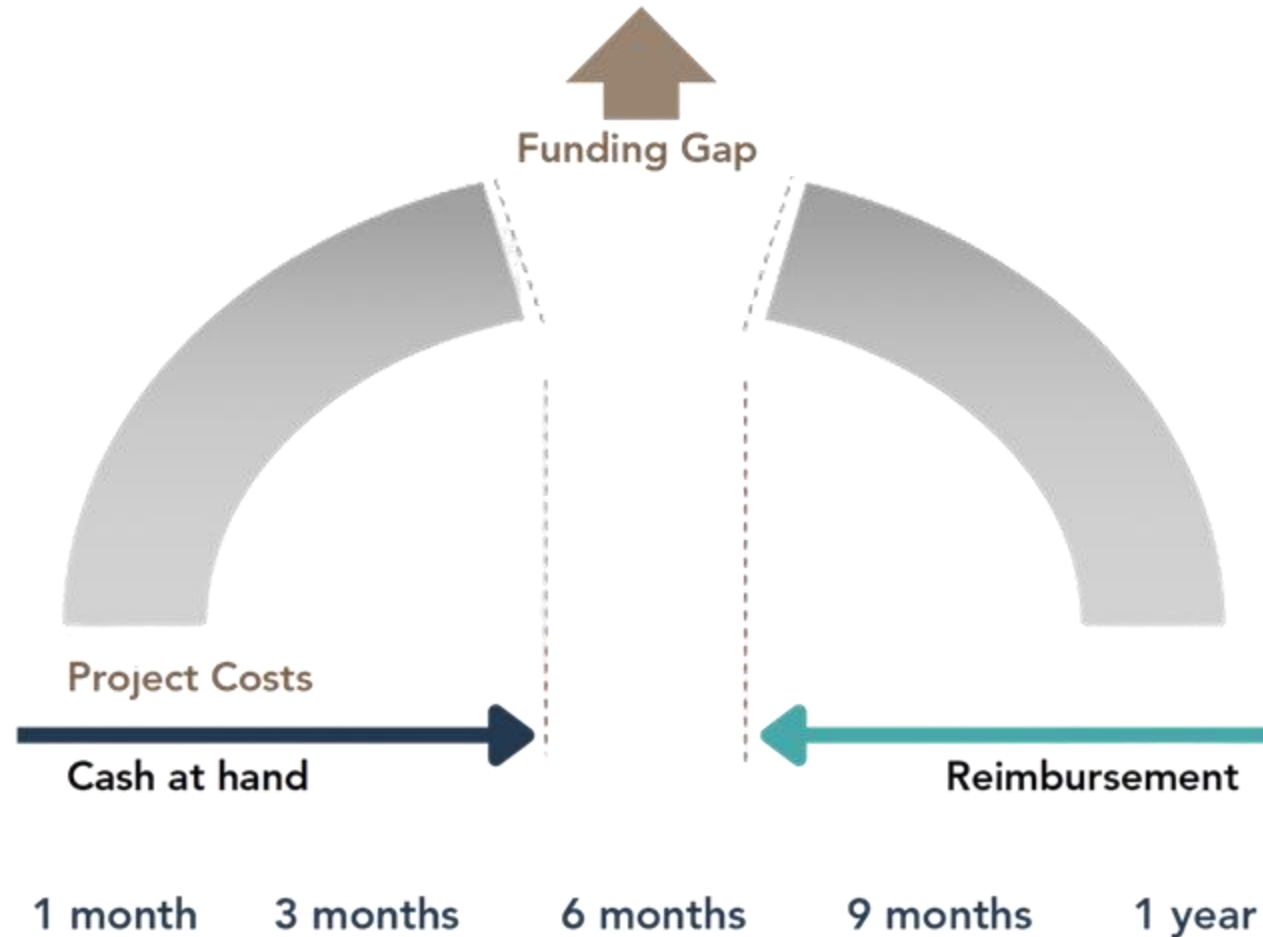 Funding Gap
Project Costs
Cash at hand
Reimbursement
1 month
3 months
6 months
9 months
1 year